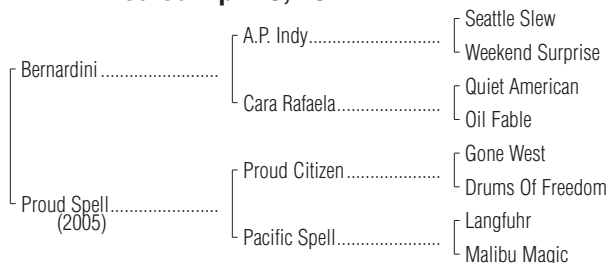 Seattle Slew
A.P. Indy
Weekend Surprise
Bernardini
Quiet American
Cara Rafaela
Oil Fable
Gone West
Proud Citizen
Drums Of Freedom
Proud Spell
(2005)
Langfuhr
Pacific Spell
Malibu Magic